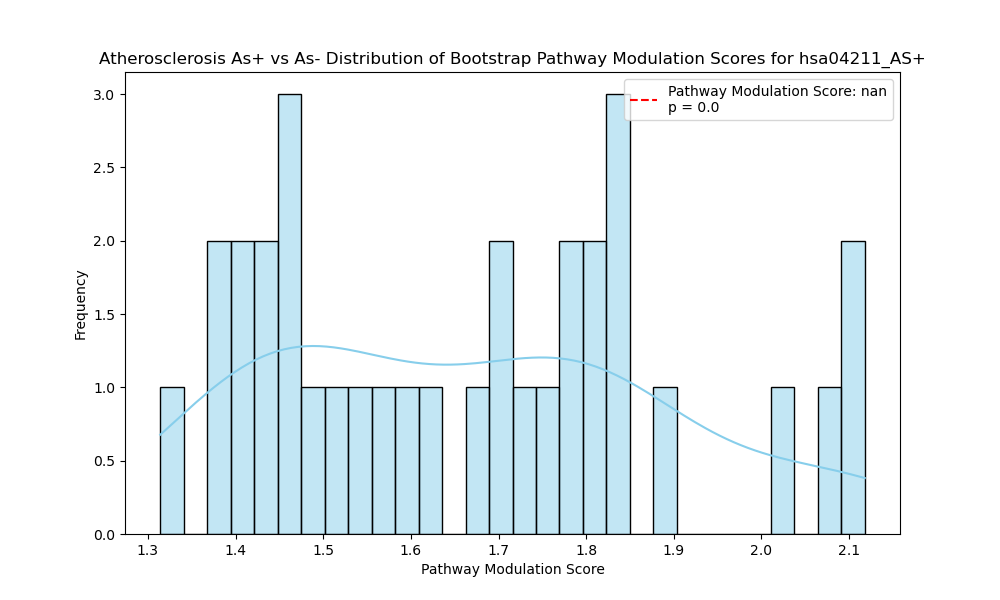 Atherosclerosis As+ vs As- Distribution of Bootstrap Pathway Modulation Scores for hsa04211_AS+
Pathway Modulation Score: nan
p = 0.0
3.0
2.5
2.0
1.5
1.0
0.5
0.0
Frequency
1.3 1.4 1.5 1.6 1.7 1.8 1.9 2.0 2.1
Pathway Modulation Score